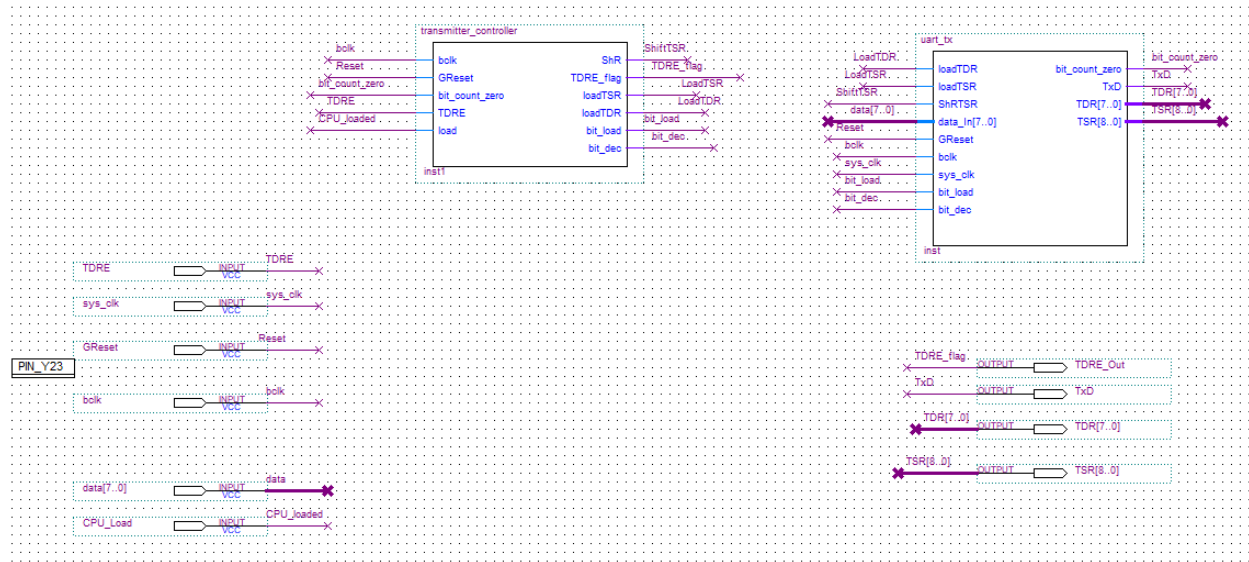 transmitter_controller
bclk
Reset
bit_count_zero
TDRE
CPU_loaded
bclk
GReset
bit_count_zero
TDRE
load
ShR
TDRE_flag
loadTSR
loadTDR
bit_load
bit_dec
ShiftTSR
TDRE_flag
LoadTSR
LoadTDR
bit_load
bit_dec
inst1
uart_tx
LoadTDR
LoadTSR
ShiftTSR
data[7..0]
Reset
bclk
sys_clk
bit_load
bit_dec
loadTDR
loadTSR
ShRTSR
data_In[7..0]
GReset
bclk
sys_clk
bit_load
bit_dec
bit_count_zero
TxD
TDR[7..0]
TSR[8..0]
bit_count_zero
TxD
TDR[7..0]
TSR[8..0]
inst
TDRE INPUT VCC TDRE
sys_clk INPUT VCC sys_clk
GReset INPUT VCC Reset
PIN_Y23
bclk INPUT VCC bclk
data[7..0] INPUT VCC data
CPU_Load INPUT VCC CPU_loaded
TDRE_flag OUTPUT TDRE_Out
TxD OUTPUT TxD
TDR[7..0] OUTPUT TDR[7..0]
TSR[8..0] OUTPUT TSR[8..0]